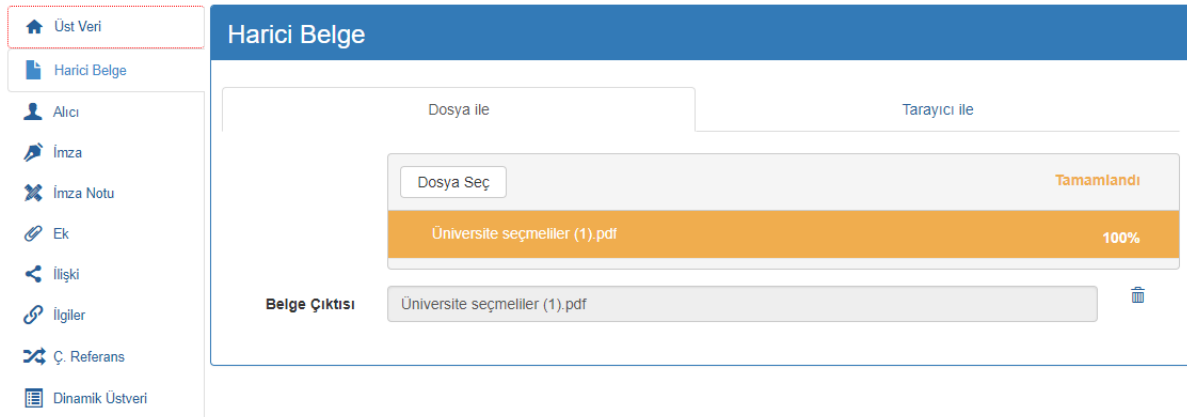 Üst Veri
Harici Belge
Alıcı
İmza
İmza Notu
Ek
İlişki
İlgiler
Ç. Referans
Dinamik Üstveri
Harici Belge
Dosya ile
Tarayıcı ile
Dosya Seç
Tamamlandı
Üniversite seçmeliler (1).pdf
100%
Belge Çıktısı
Üniversite seçmeliler (1).pdf